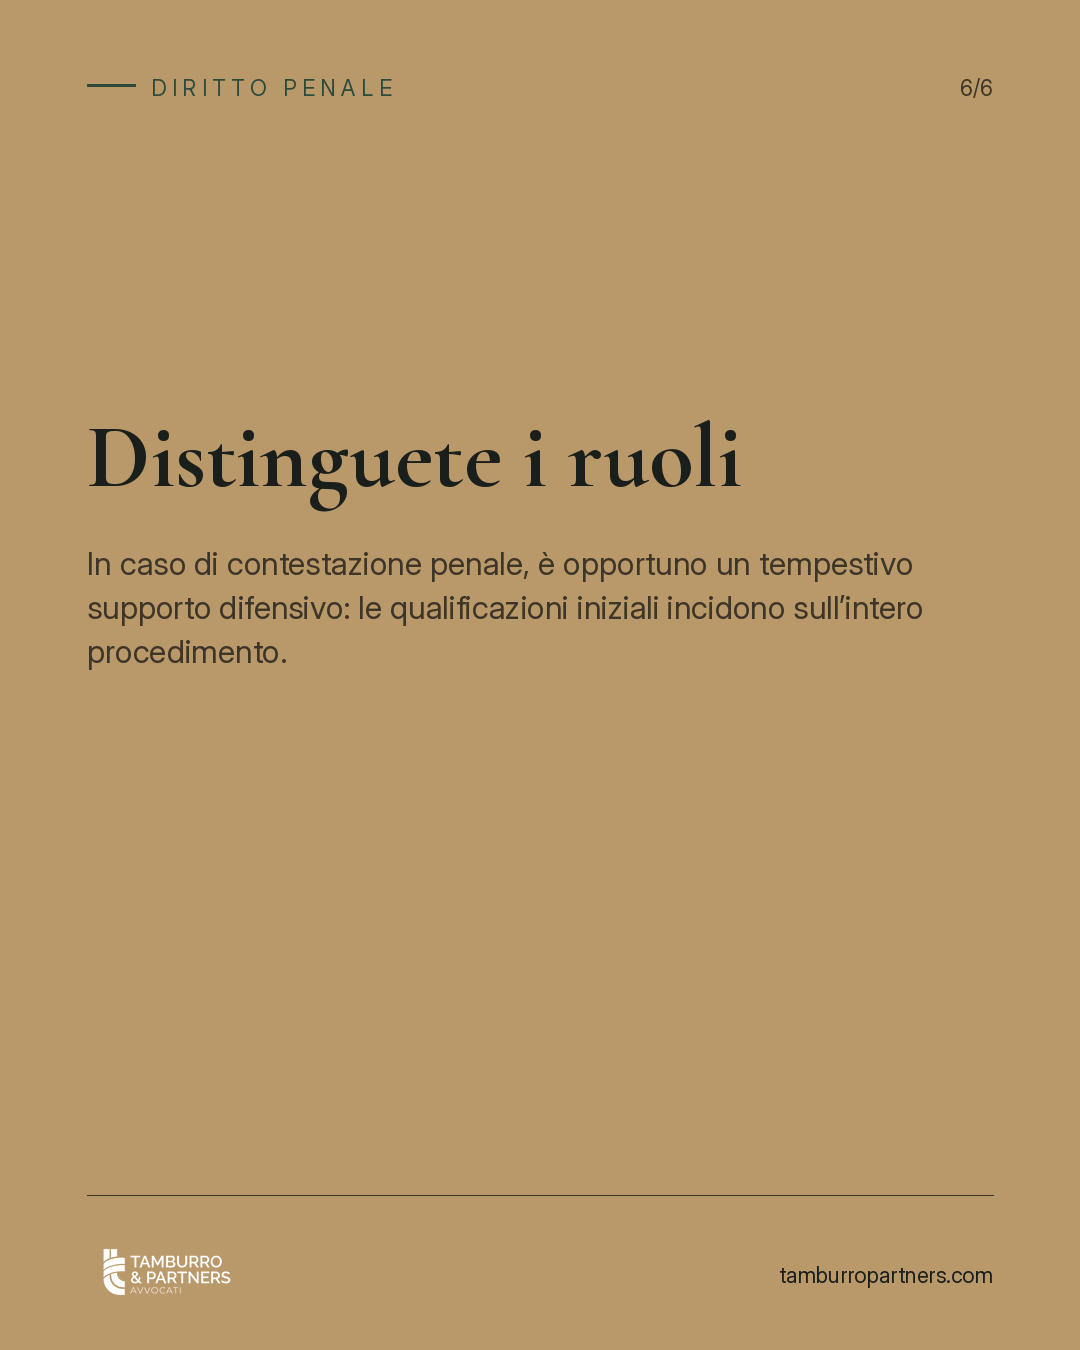 DIRITTO PENALE
6/6
Distinguete i ruoli
In caso di contestazione penale, è opportuno un tempestivo
supporto difensivo: le qualificazioni iniziali incidono sull’intero
procedimento.
TAMBURRO
& PARTNERS
AVVOCATI
tamburropartners.com